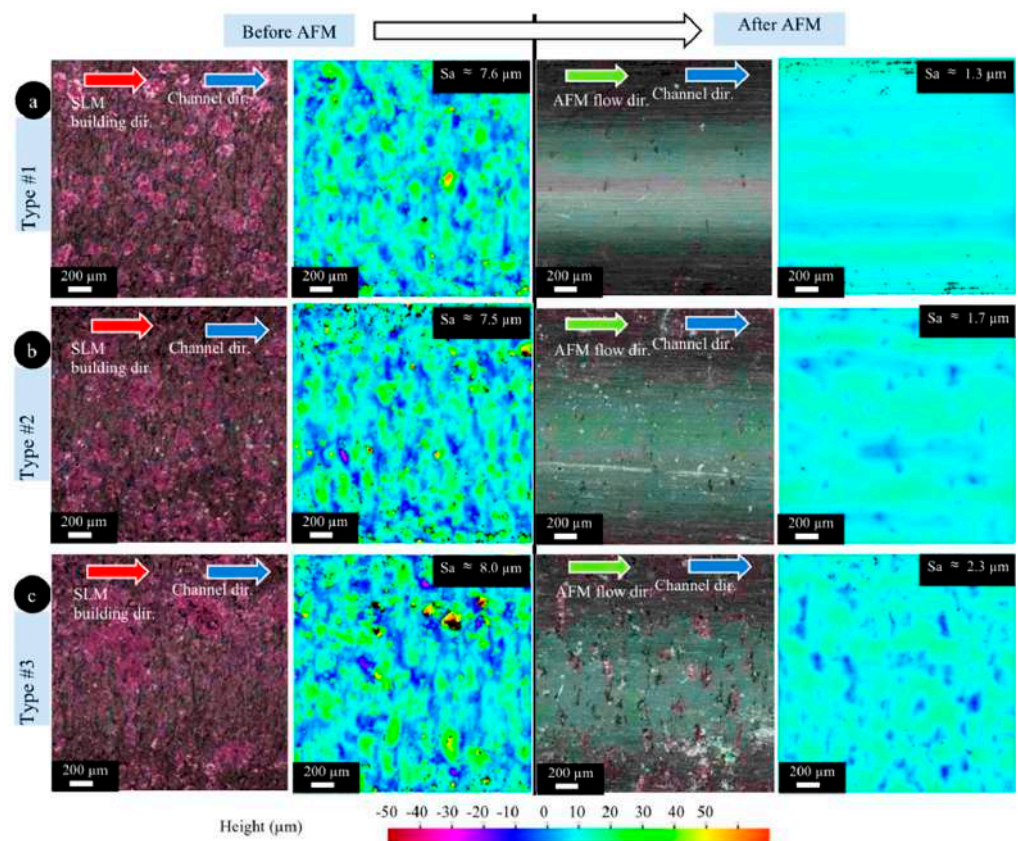 Before AFM
After AFM
a
Type #1
SLM
building dir.
Channel dir.
200 µm
Sa ≈ 7.6 µm
200 µm
AFM flow dir.
Channel dir.
200 µm
Sa ≈ 1.3 µm
200 µm
b
Type #2
SLM
building dir.
Channel dir.
200 µm
Sa ≈ 7.5 µm
200 µm
AFM flow dir.
Channel dir.
200 µm
Sa ≈ 1.7 µm
200 µm
c
Type #3
SLM
building dir.
Channel dir.
200 µm
Sa ≈ 8.0 µm
200 µm
AFM flow dir.
Channel dir.
200 µm
Sa ≈ 2.3 µm
200 µm
Height (µm)
-50 -40 -30 -20 -10 0 10 20 30 40 50